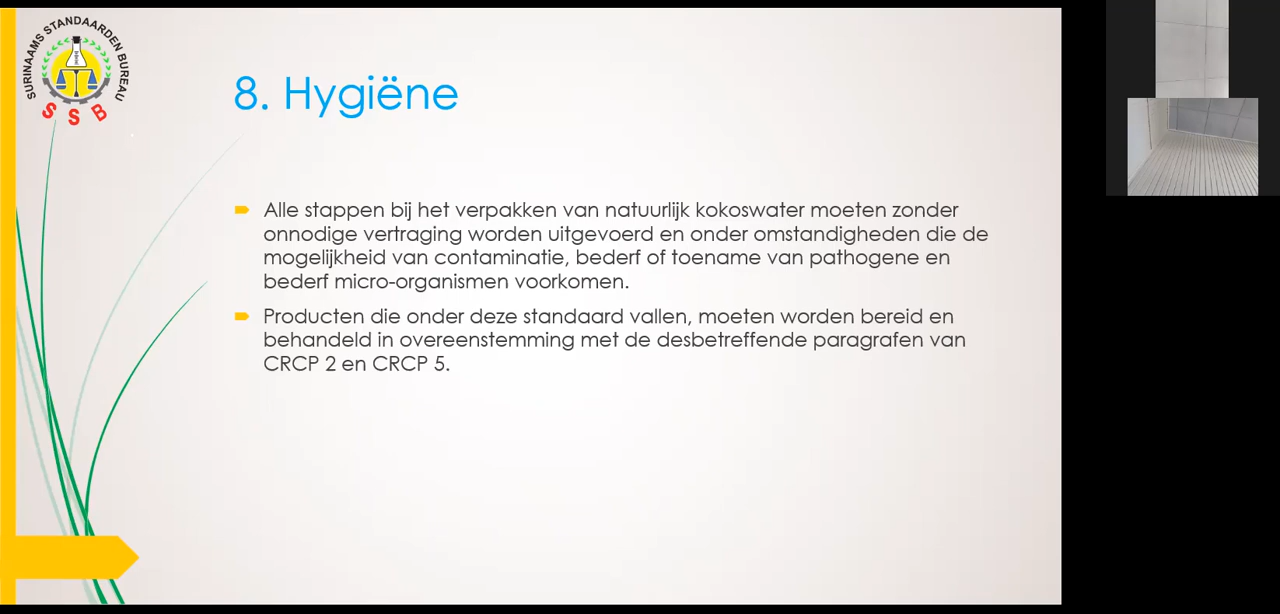 SURINAAMS STANDAARDEN BUREAU
S S B
8. Hygiëne
Alle stappen bij het verpakken van natuurlijk kokoswater moeten zonder
onnodige vertraging worden uitgevoerd en onder omstandigheden die de
mogelijkheid van contaminatie, bederf of toename van pathogene en
bederf micro-organismen voorkomen.
Producten die onder deze standaard vallen, moeten worden bereid en
behandeld in overeenstemming met de desbetreffende paragrafen van
CRCP 2 en CRCP 5.